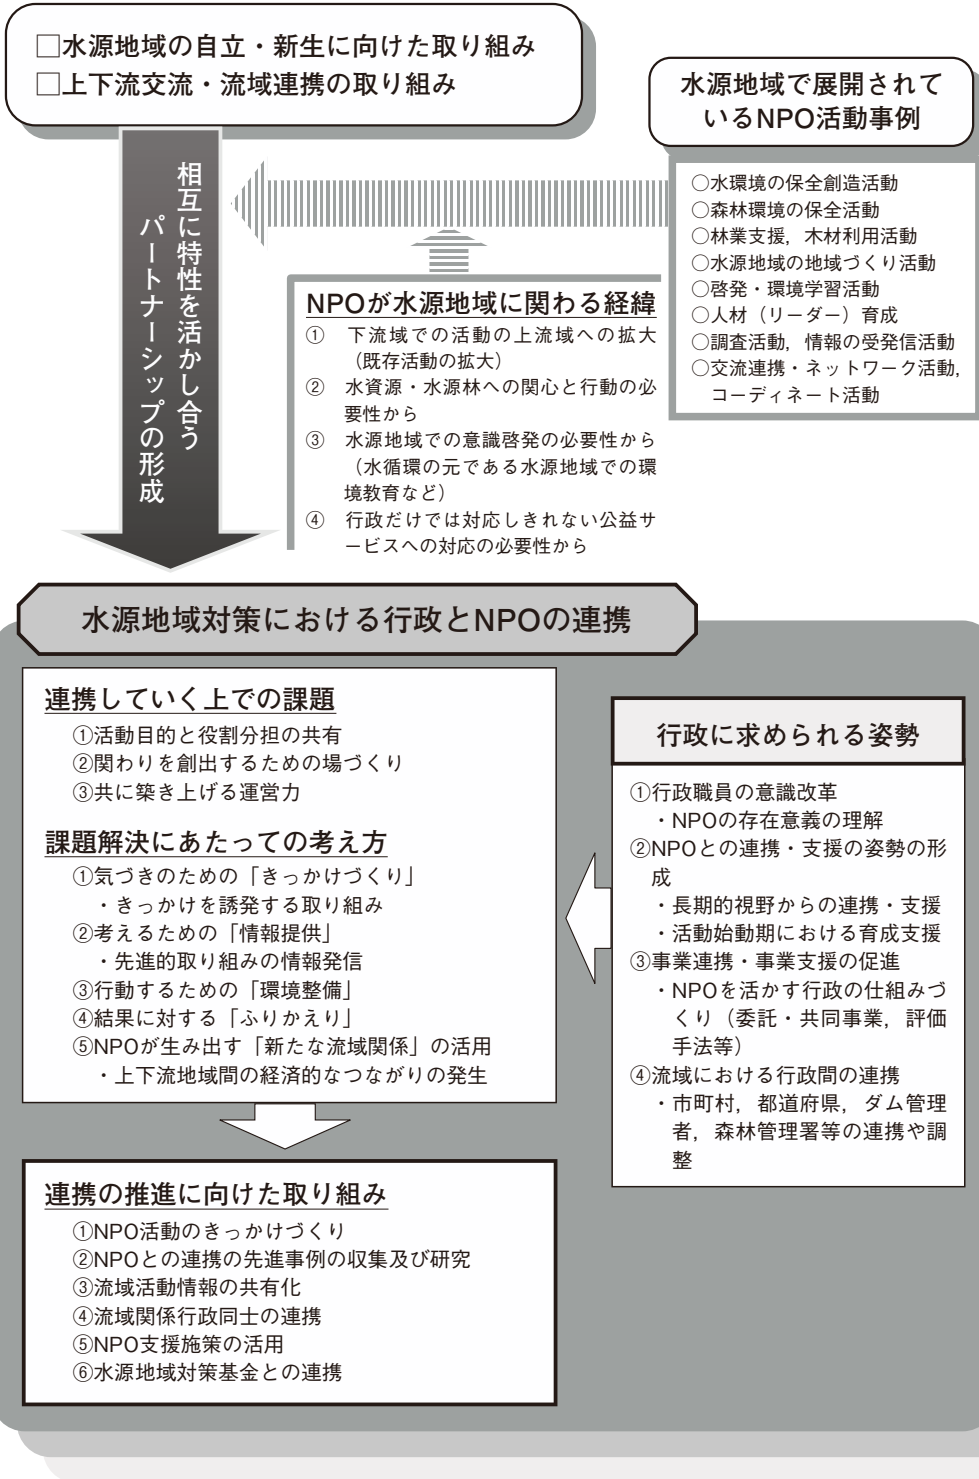 □水源地域の自立・新生に向けた取り組み
□上下流交流・流域連携の取り組み
水源地域で展開されて
いるNPO活動事例
○水環境の保全創造活動
○森林環境の保全活動
○林業支援，木材利用活動
○水源地域の地域づくり活動
○啓発・環境学習活動
○人材（リーダー）育成
○調査活動，情報の受発信活動
○交流連携・ネットワーク活動，
コーディネート活動
相互に特性を活かし合う
パートナーシップの形成
NPOが水源地域に関わる経緯
① 下流域での活動の上流域への拡大
（既存活動の拡大）
② 水資源・水源林への関心と行動の必
要性から
③ 水源地域での意識啓発の必要性から
（水循環の元である水源地域での環
境教育など）
④ 行政だけでは対応しきれない公益サ
ービスへの対応の必要性から
水源地域対策における行政とNPOの連携
連携していく上での課題
①活動目的と役割分担の共有
②関わりを創出するための場づくり
③共に築き上げる運営力
課題解決にあたっての考え方
①気づきのための「きっかけづくり」
・きっかけを誘発する取り組み
②考えるための「情報提供」
・先進的取り組みの情報発信
③行動するための「環境整備」
④結果に対する「ふりかえり」
⑤NPOが生み出す「新たな流域関係」の活用
・上下流地域間の経済的なつながりの発生
行政に求められる姿勢
①行政職員の意識改革
・NPOの存在意義の理解
②NPOとの連携・支援の姿勢の形
成
・長期的視野からの連携・支援
・活動始動期における育成支援
③事業連携・事業支援の促進
・NPOを活かす行政の仕組みづ
くり（委託・共同事業，評価
手法等）
④流域における行政間の連携
・市町村，都道府県，ダム管理
者，森林管理署等の連携や調
整
連携の推進に向けた取り組み
①NPO活動のきっかけづくり
②NPOとの連携の先進事例の収集及び研究
③流域活動情報の共有化
④流域関係行政同士の連携
⑤NPO支援施策の活用
⑥水源地域対策基金との連携